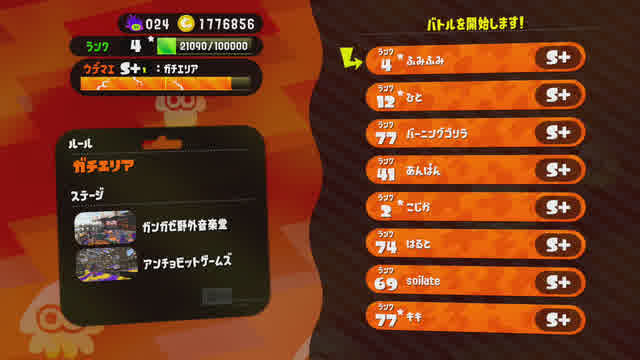 024 1776856
ランク 4★ 21090/100000
ウデマエ S+1 : ガチエリア
ルール
ガチエリア
ステージ
ガンガゼ野外音楽堂
アンチョビットゲームズ
バトルを開始します!
ランク 4★ ふみふみ S+
ランク 12★ ひと S+
ランク 77 バーニングゴリラ S+
ランク 41 あんぱん S+
ランク 2★ こじか S+
ランク 74 はると S+
ランク 69 soilate S+
ランク 77★ キキ S+